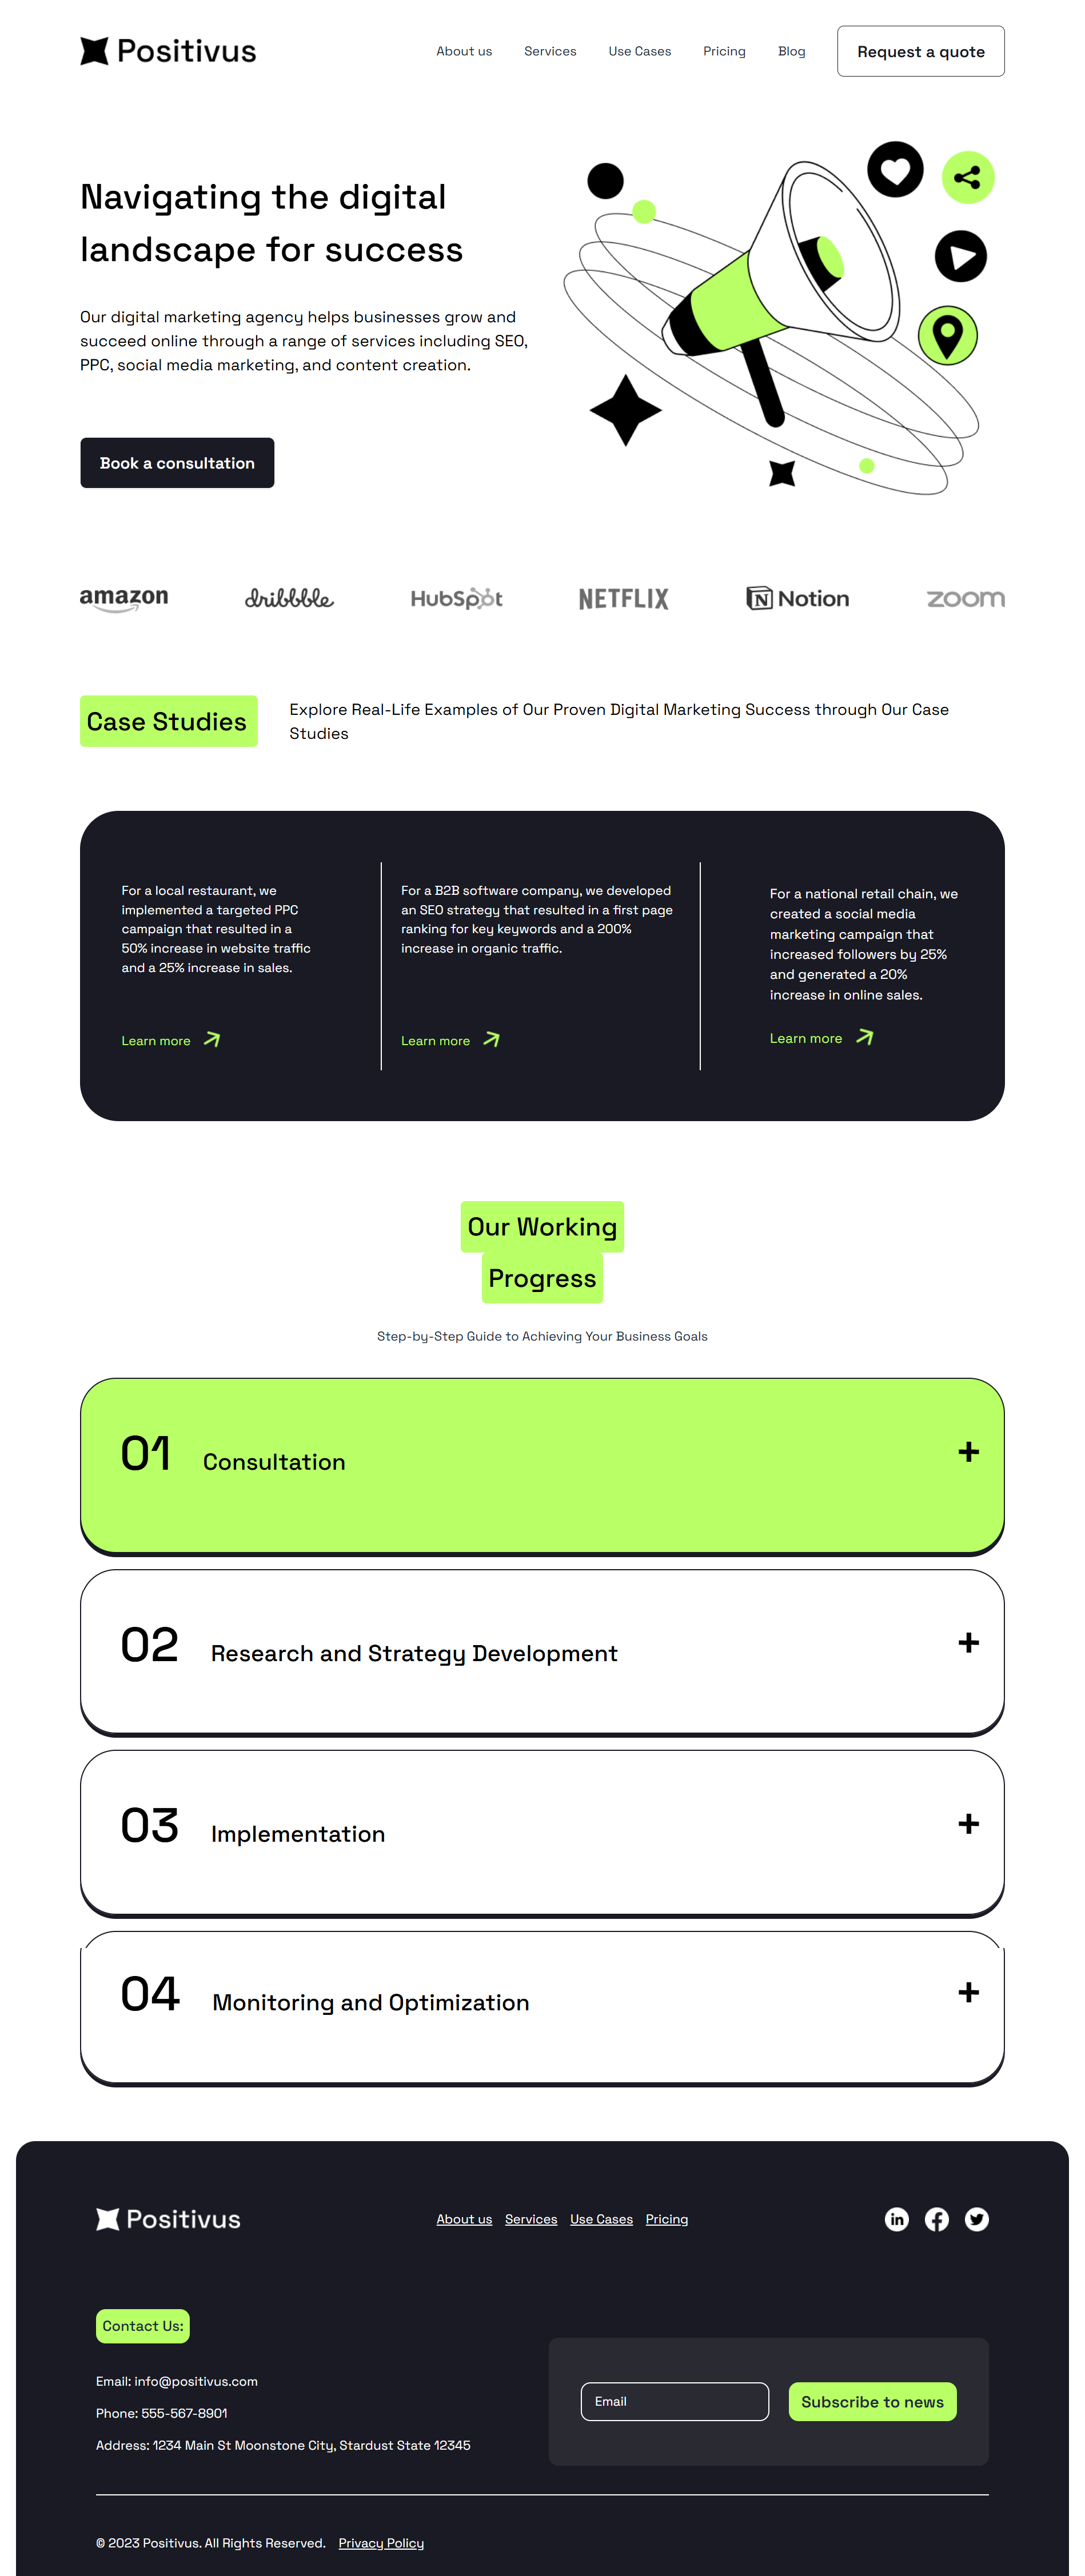 Positivus
About us
Services
Use Cases
Pricing
Blog
Request a quote
Navigating the digital
landscape for success
Our digital marketing agency helps businesses grow and
succeed online through a range of services including SEO,
PPC, social media marketing, and content creation.
Book a consultation
amazon
dribbble
HubSpot
NETFLIX
Notion
zoom
Case Studies
Explore Real-Life Examples of Our Proven Digital Marketing Success through Our Case
Studies
For a local restaurant, we
implemented a targeted PPC
campaign that resulted in a
50% increase in website traffic
and a 25% increase in sales.
Learn more
For a B2B software company, we developed
an SEO strategy that resulted in a first page
ranking for key keywords and a 200%
increase in organic traffic.
Learn more
For a national retail chain, we
created a social media
marketing campaign that
increased followers by 25%
and generated a 20%
increase in online sales.
Learn more
Our Working
Progress
Step-by-Step Guide to Achieving Your Business Goals
01 Consultation +
02 Research and Strategy Development +
03 Implementation +
04 Monitoring and Optimization +
Positivus
About us
Services
Use Cases
Pricing
in
Contact Us:
Email: info@positivus.com
Phone: 555-567-8901
Address: 1234 Main St Moonstone City, Stardust State 12345
Email
Subscribe to news
© 2023 Positivus. All Rights Reserved.
Privacy Policy